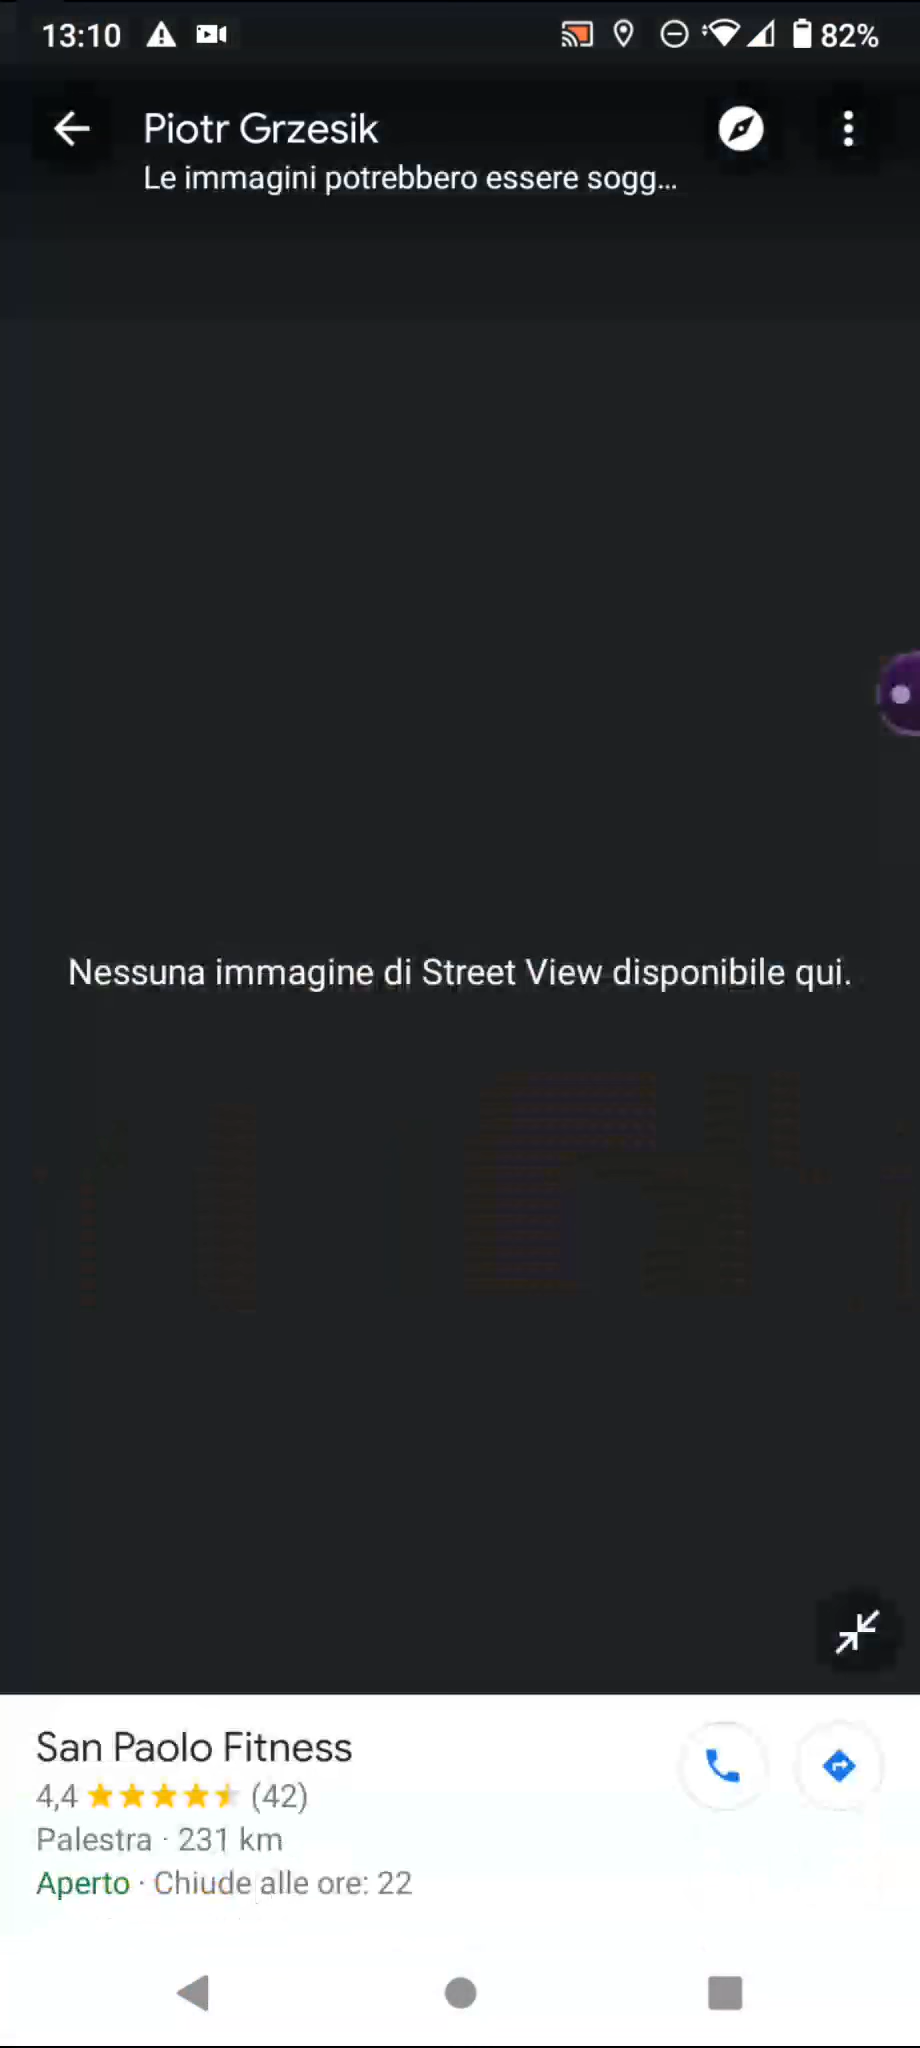 13:10
82%
Piotr Grzesik
Le immagini potrebbero essere sogg...
Nessuna immagine di Street View disponibile qui.
San Paolo Fitness
4,4 (42)
Palestra · 231 km
Aperto · Chiude alle ore: 22